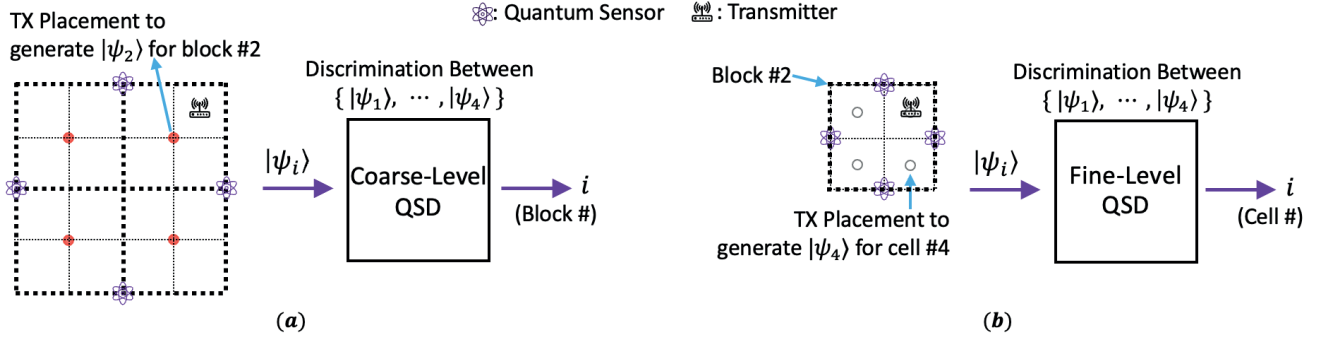 : Quantum Sensor
: Transmitter
TX Placement to
generate |ψ₂⟩ for block #2
Discrimination Between
{ |ψ₁⟩, ⋯ , |ψ₄⟩ }
|ψᵢ⟩
Coarse-Level
QSD
i
(Block #)
(a)
Block #2
Discrimination Between
{ |ψ₁⟩, ⋯ , |ψ₄⟩ }
|ψᵢ⟩
Fine-Level
QSD
i
(Cell #)
TX Placement to
generate |ψ₄⟩ for cell #4
(b)